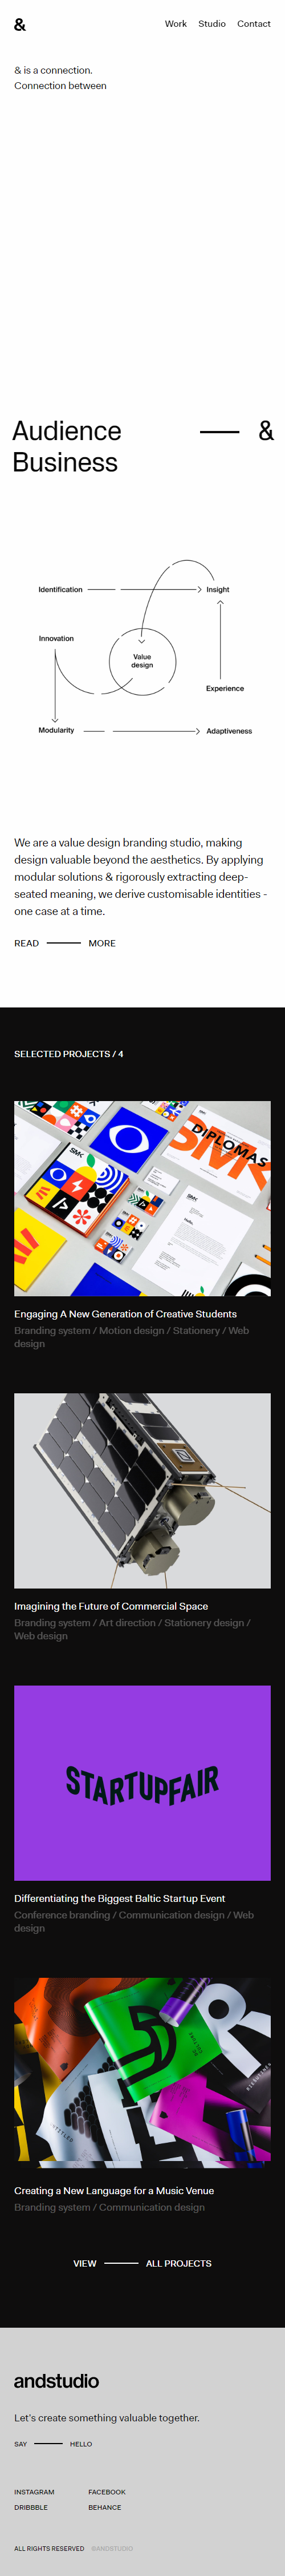 &
Work Studio Contact
& is a connection.
Connection between
Audience &
Business
Identification Insight
Innovation
Value
design
Experience
Modularity Adaptiveness
We are a value design branding studio, making
design valuable beyond the aesthetics. By applying
modular solutions & rigorously extracting deep-
seated meaning, we derive customisable identities -
one case at a time.
READ MORE
SELECTED PROJECTS / 4
DIPLOMAS
SMK
SMK
Engaging A New Generation of Creative Students
Branding system / Motion design / Stationery / Web
design
Imagining the Future of Commercial Space
Branding system / Art direction / Stationery design /
Web design
STARTUPFAIR
Differentiating the Biggest Baltic Startup Event
Conference branding / Communication design / Web
design
Creating a New Language for a Music Venue
Branding system / Communication design
VIEW ALL PROJECTS
andstudio
Let's create something valuable together.
SAY HELLO
INSTAGRAM FACEBOOK
DRIBBBLE BEHANCE
ALL RIGHTS RESERVED ©ANDSTUDIO